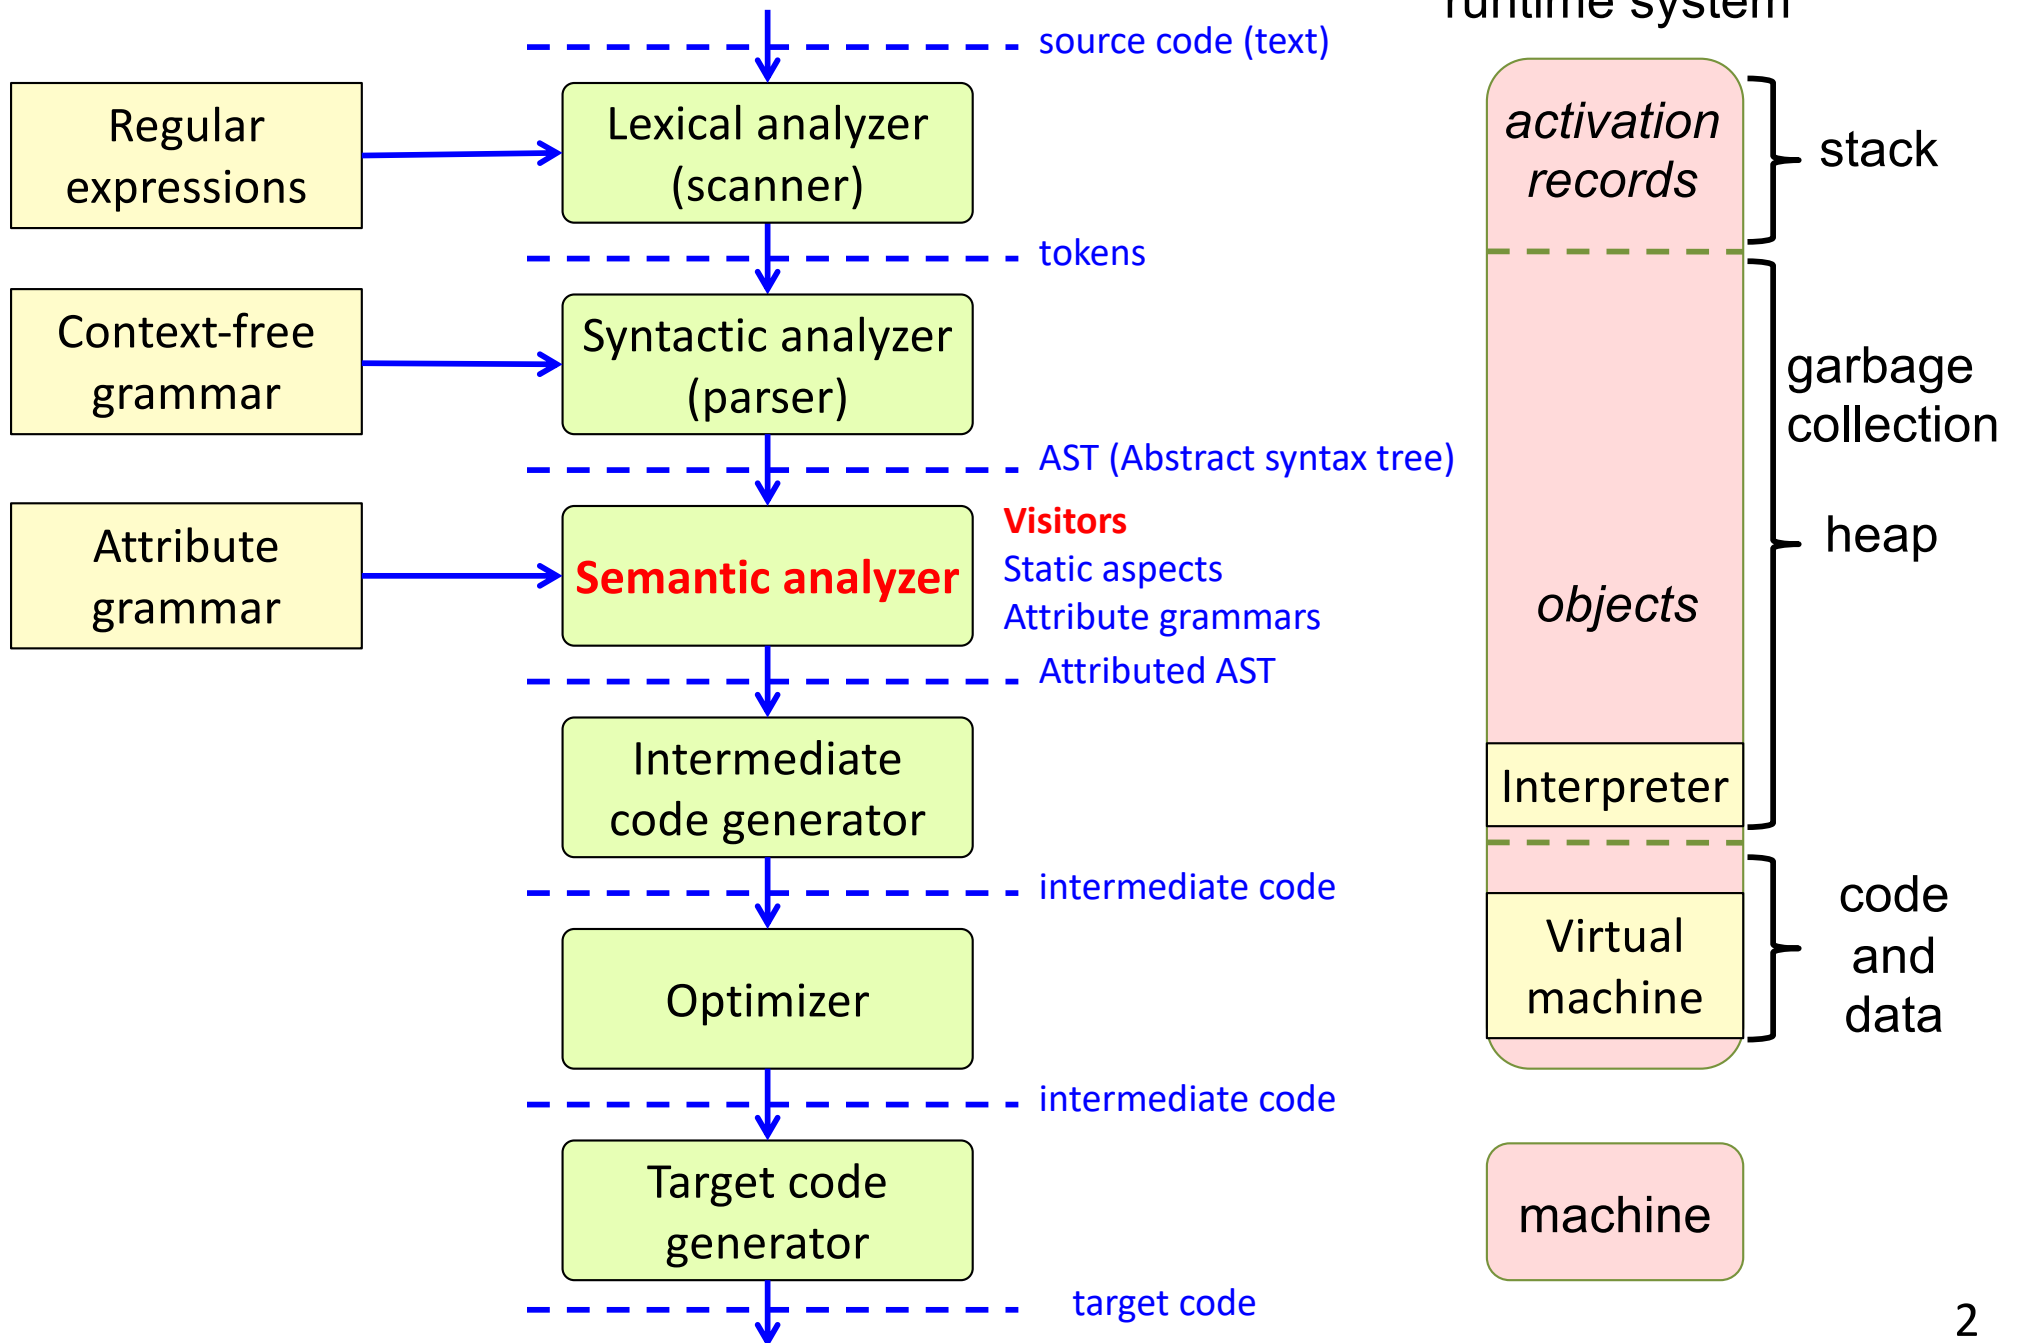 runtime system
source code (text)
Regular
expressions
Lexical analyzer
(scanner)
tokens
Context-free
grammar
Syntactic analyzer
(parser)
AST (Abstract syntax tree)
Attribute
grammar
Semantic analyzer
Visitors
Static aspects
Attribute grammars
Attributed AST
Intermediate
code generator
intermediate code
Optimizer
intermediate code
Target code
generator
target code
activation
records
stack
garbage
collection
heap
objects
Interpreter
Virtual
machine
code
and
data
machine
2